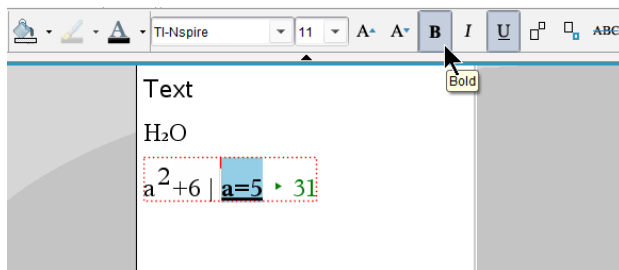 A TI-Nspire 11 A A B I U ABC
Bold
Text
H₂O
a²+6 | a=5 ▸ 31